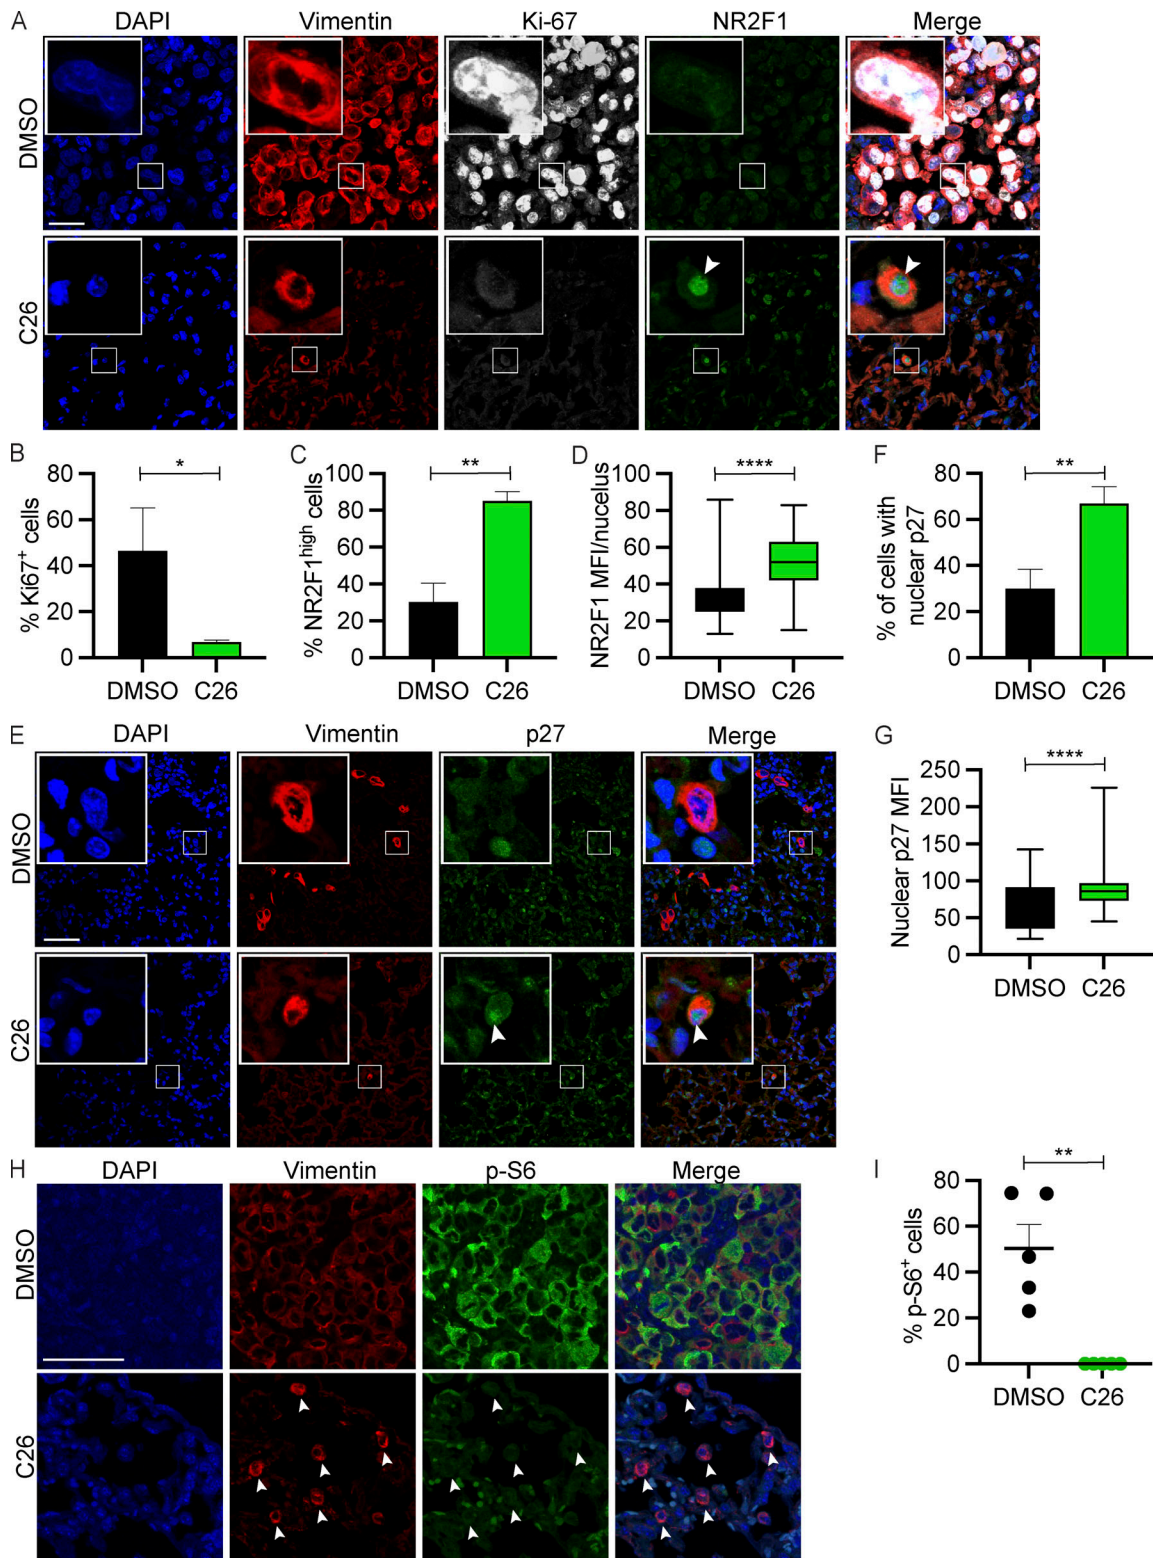 A
DAPI Vimentin Ki-67 NR2F1 Merge
DMSO
C26
B
80
60
40
20
0
% Ki67+ cells
*
DMSO C26
C
100
80
60
40
20
0
% NR2F1high cells
**
DMSO C26
D
100
80
60
40
20
0
NR2F1 MFI/nucelus
****
DMSO C26
F
80
60
40
20
0
% of cells with
nuclear p27
**
DMSO C26
E
DAPI Vimentin p27 Merge
DMSO
C26
G
250
200
150
100
50
0
Nuclear p27 MFI
****
DMSO C26
H
DAPI Vimentin p-S6 Merge
DMSO
C26
I
80
60
40
20
0
% p-S6+ cells
**
DMSO C26